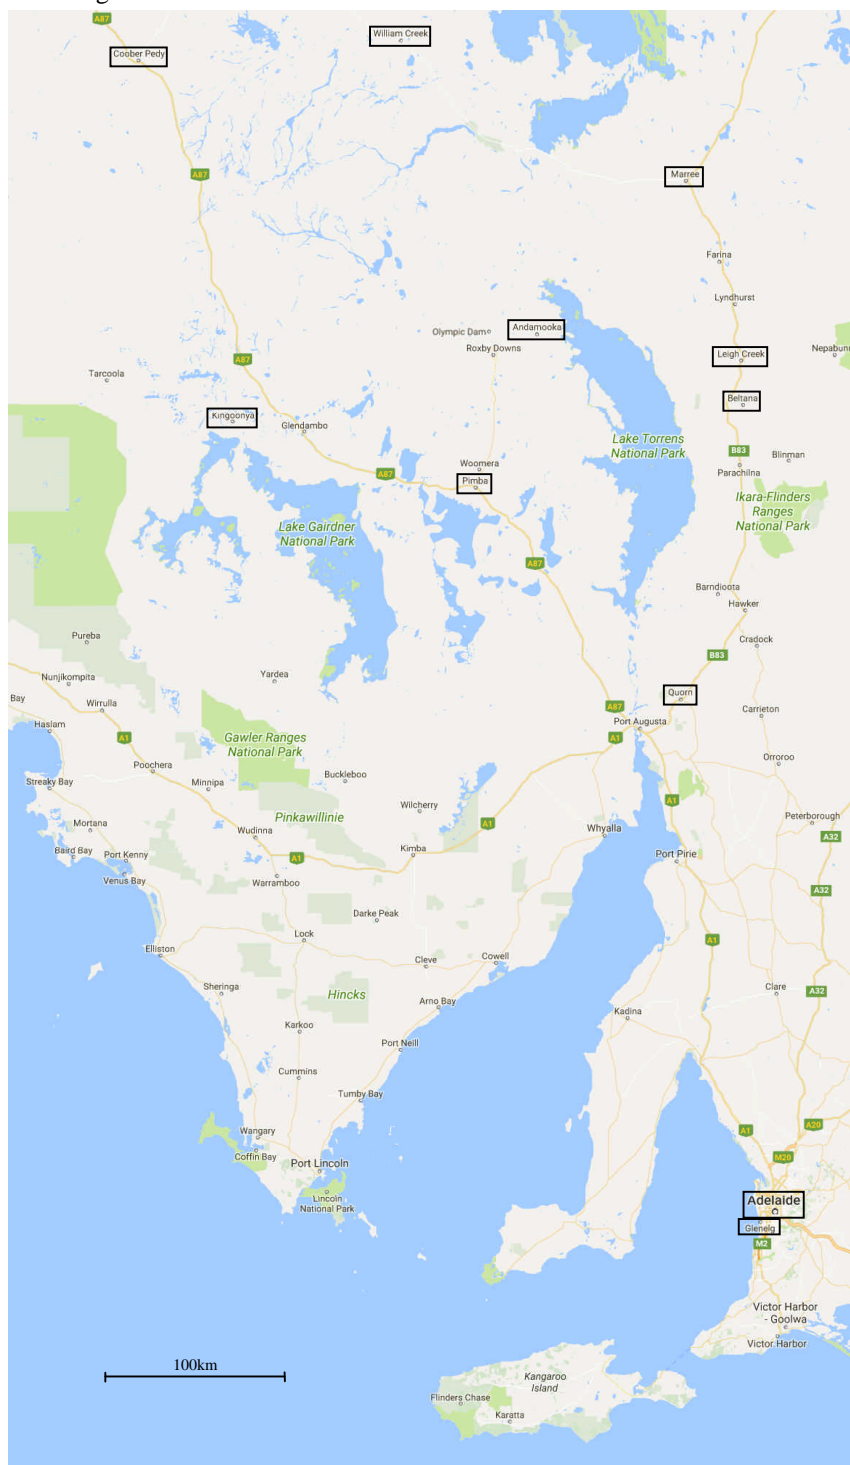 A87
William Creek
Coober Pedy
A87
Marree
Farina
Lyndhurst
Andamooka
Olympic Dam
Roxby Downs
Leigh Creek
Nepabunn
A87
Tarcoola
Beltana
Kingoonya
Glendambo
Lake Torrens
National Park
B83
Blinman
Woomera
Parachilna
A87
Pimba
Ikara-Flinders
Ranges
National Park
Lake Gairdner
National Park
A87
Barndioota
Hawker
Pureba
Cradock
B83
Yardea
Nunjikompita
Quorn
Bay
Wirrulla
A87
Carrieton
Haslam
Port Augusta
A1
Gawler Ranges
National Park
A1
Poochera
Orroroo
Streaky Bay
Minnipa
Buckleboo
A1
Wilcherry
Pinkawillinie
Peterborough
Mortana
A1
Wudinna
Whyalla
A32
Baird Bay
Port Kenny
A1
Kimba
Port Pirie
Venus Bay
Warramboo
A32
Darke Peak
Lock
A1
Elliston
Cleve
Cowell
Sheringa
Hincks
Clare
A32
Arno Bay
Kadina
Karkoo
Port Neill
Cummins
Tumby Bay
Wangary
A1
A20
Coffin Bay
Port Lincoln
M20
Lincoln
National Park
Adelaide
Glenelg
M2
Victor Harbor
- Goolwa
Victor Harbor
100km
Kangaroo
Island
Flinders Chase
Karatta